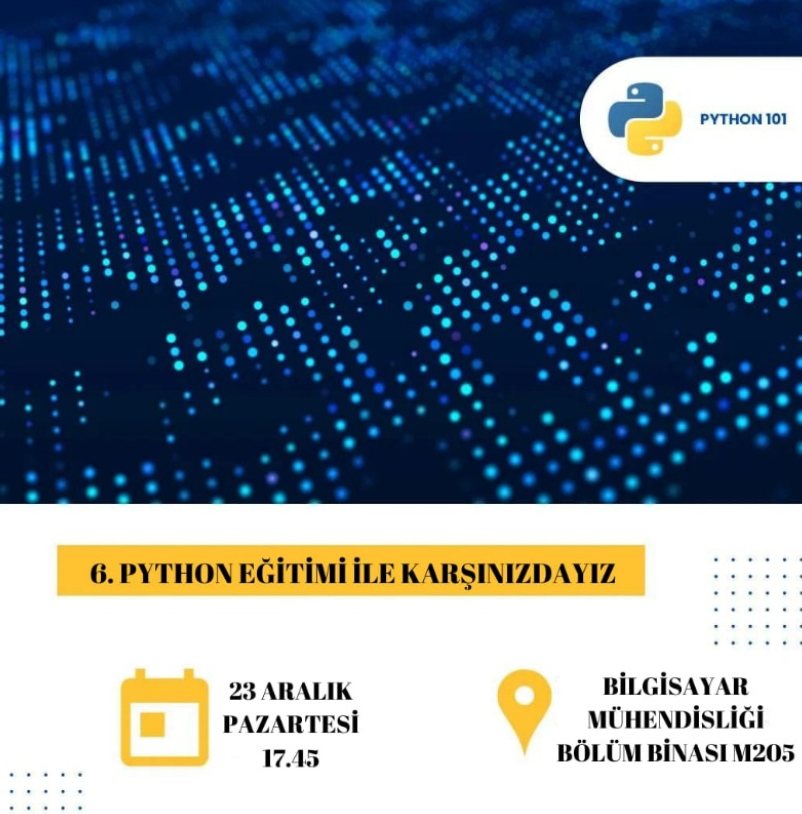 PYTHON 101
6. PYTHON EĞİTİMİ İLE KARŞINIZDAYIZ
23 ARALIK
PAZARTESİ
17.45
BİLGİSAYAR
MÜHENDİSLİĞİ
BÖLÜM BİNASI M205